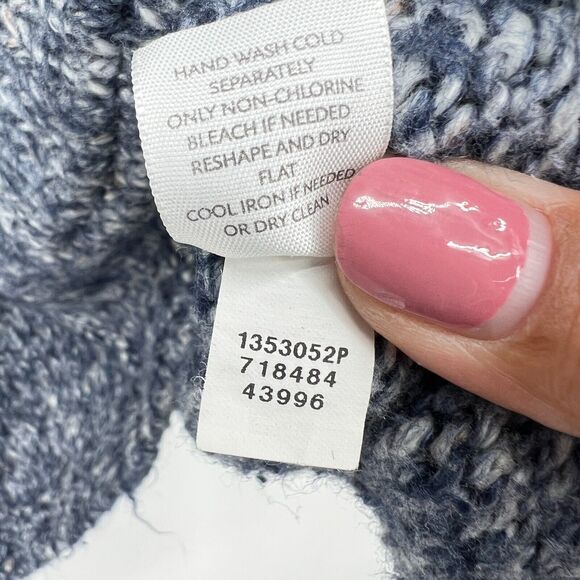 HAND WASH COLD
SEPARATELY
ONLY NON-CHLORINE
BLEACH IF NEEDED
RESHAPE AND DRY
FLAT
COOL IRON IF NEEDED
OR DRY CLEAN
1353052P
718484
43996